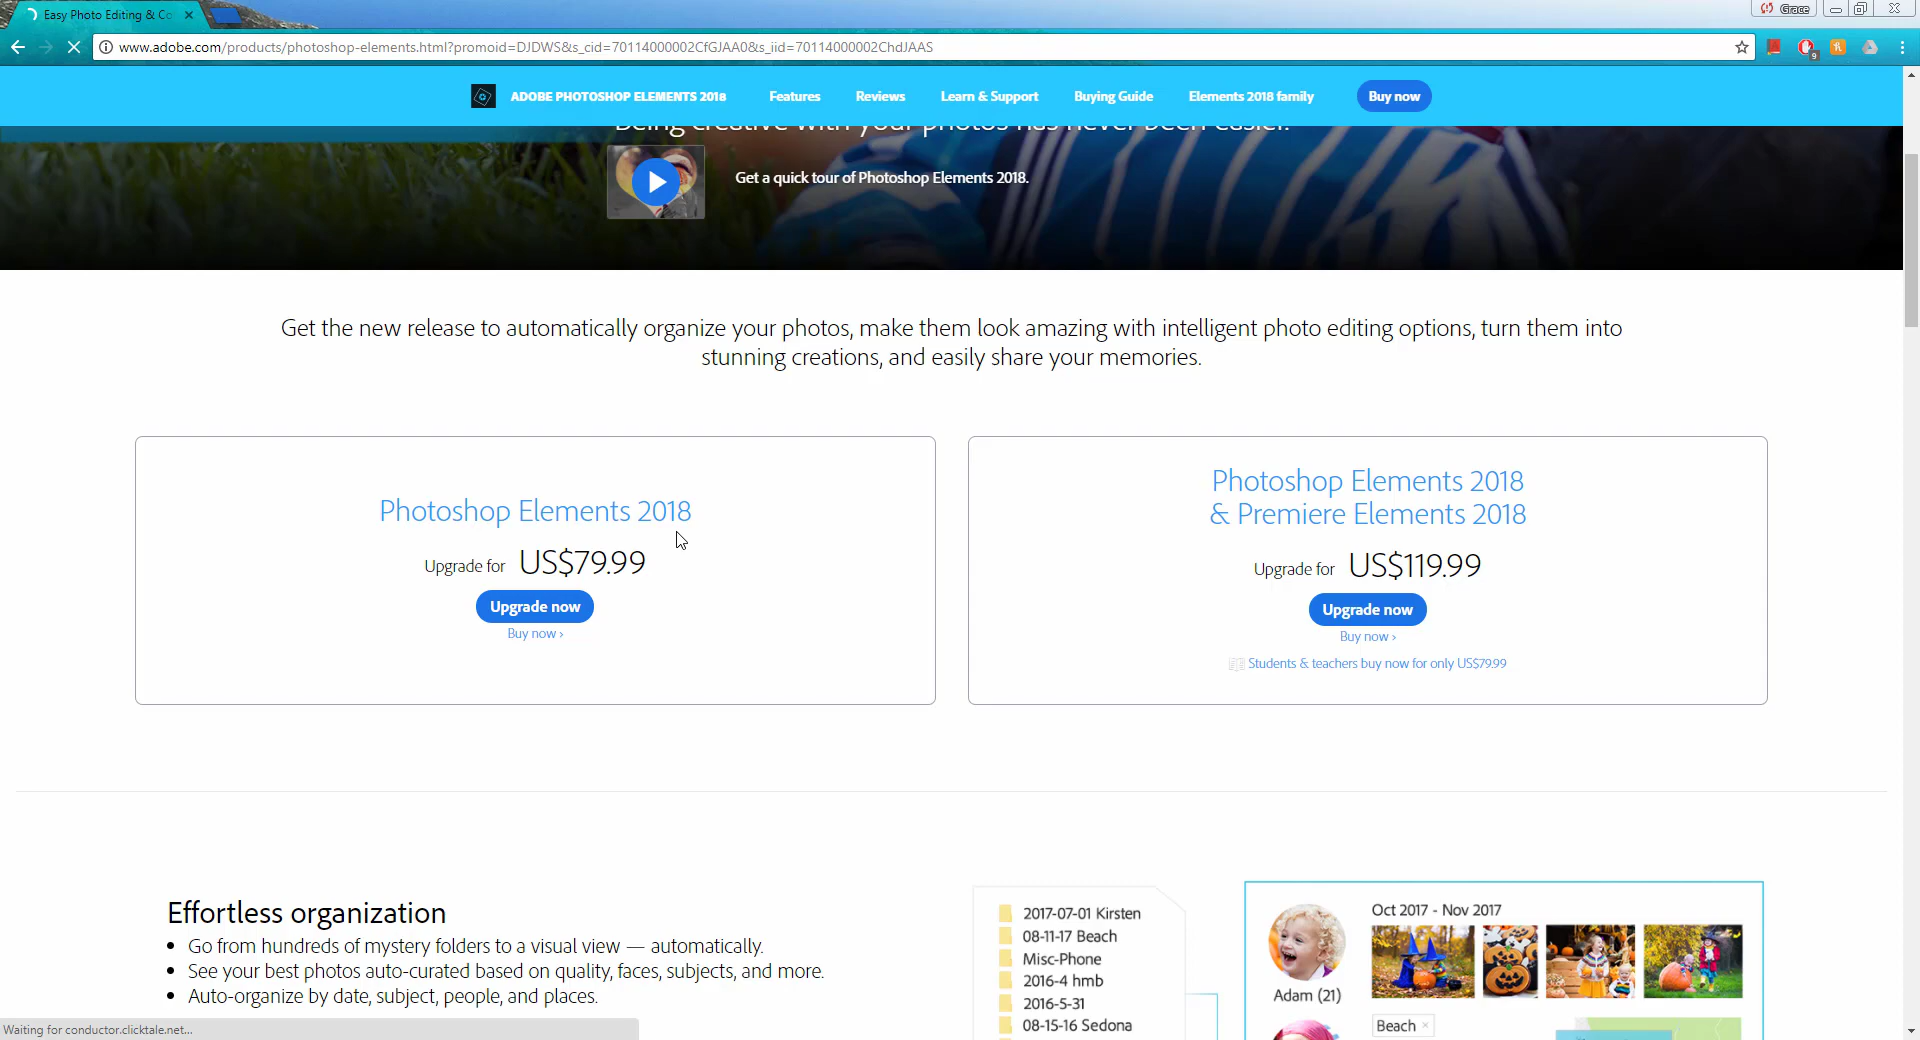 Easy Photo Editing & Co
Grace
www.adobe.com/products/photoshop-elements.html?promoid=DJDWS&s_cid=70114000002CfGJAA0&s_iid=70114000002ChdJAAS
9
ADOBE PHOTOSHOP ELEMENTS 2018
Features
Reviews
Learn & Support
Buying Guide
Elements 2018 family
Buy now
Being creative with your photos has never been easier.
Get a quick tour of Photoshop Elements 2018.
Get the new release to automatically organize your photos, make them look amazing with intelligent photo editing options, turn them into
stunning creations, and easily share your memories.
Photoshop Elements 2018
Upgrade for US$79.99
Upgrade now
Buy now ›
Photoshop Elements 2018
& Premiere Elements 2018
Upgrade for US$119.99
Upgrade now
Buy now ›
Students & teachers buy now for only US$79.99
Effortless organization
• Go from hundreds of mystery folders to a visual view — automatically.
• See your best photos auto-curated based on quality, faces, subjects, and more.
• Auto-organize by date, subject, people, and places.
2017-07-01 Kirsten
08-11-17 Beach
Misc-Phone
2016-4 hmb
2016-5-31
08-15-16 Sedona
Oct 2017 - Nov 2017
Adam (21)
Beach ×
Waiting for conductor.clicktale.net...